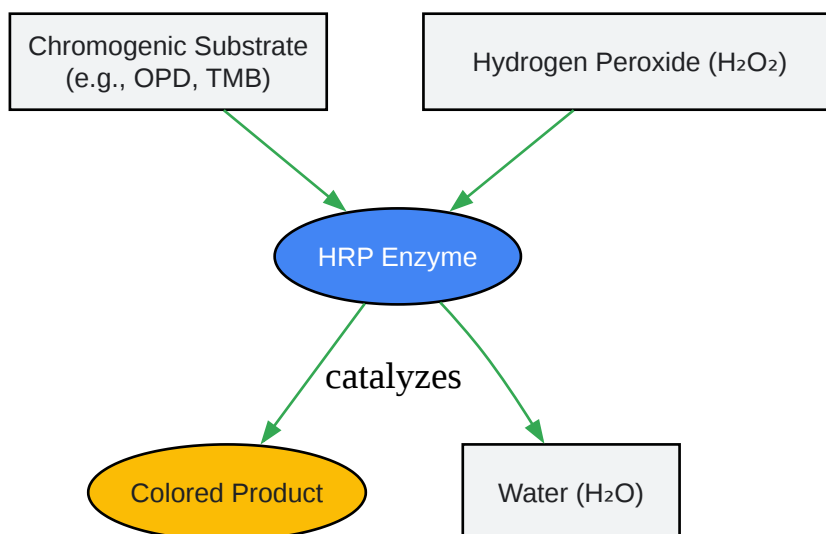 Chromogenic Substrate
(e.g., OPD, TMB)
Hydrogen Peroxide (H₂O₂)
HRP Enzyme
catalyzes
Colored Product
Water (H₂O)